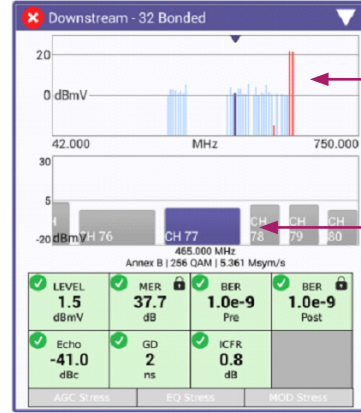 Downstream - 32 Bonded
20
0 dBmV
42.000 MHz 750.000
30
5
-20 dBmV
CH 76 CH 77 CH 78 CH 79 CH 80
465.000 MHz
Annex B | 256 QAM | 5.361 Msym/s
LEVEL MER BER BER
1.5 37.7 1.0e-9 1.0e-9
dBmV dB Pre Post
Echo GD ICFR
-41.0 2 0.8
dBc ns dB
AGC Stress EQ Stress MOD Stress